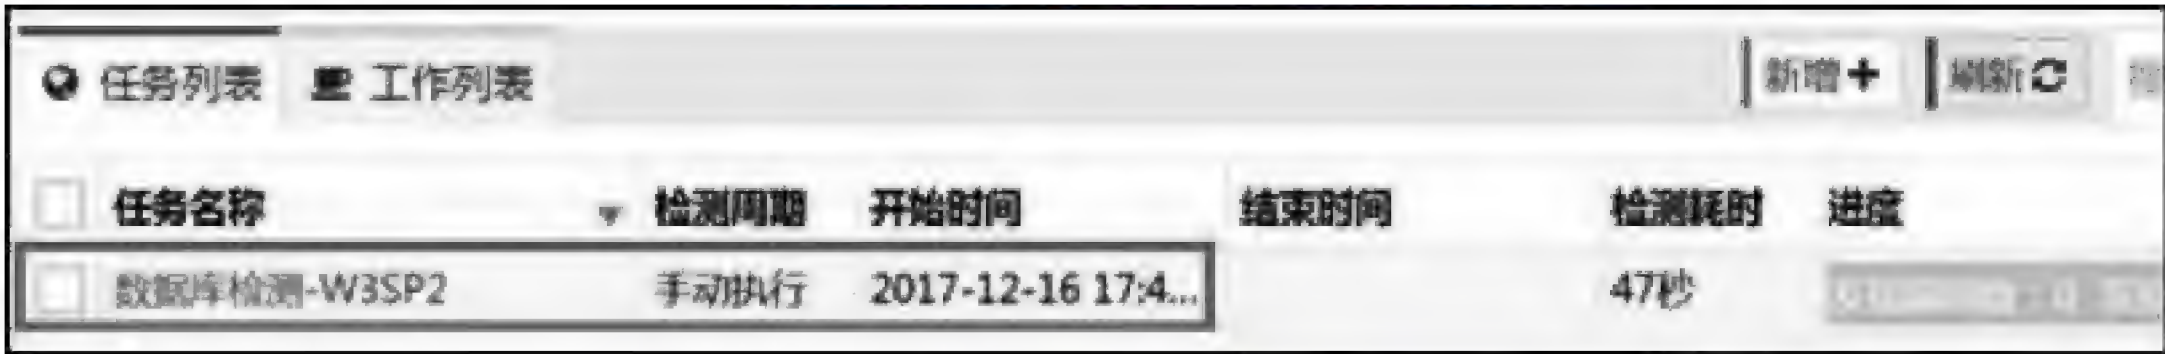 任务列表 工作列表 新增 刷新
任务名称 检测周期 开始时间 结束时间 检测耗时 进度
数据库检测-W3SP2 手动执行 2017-12-16 17:4... 47秒